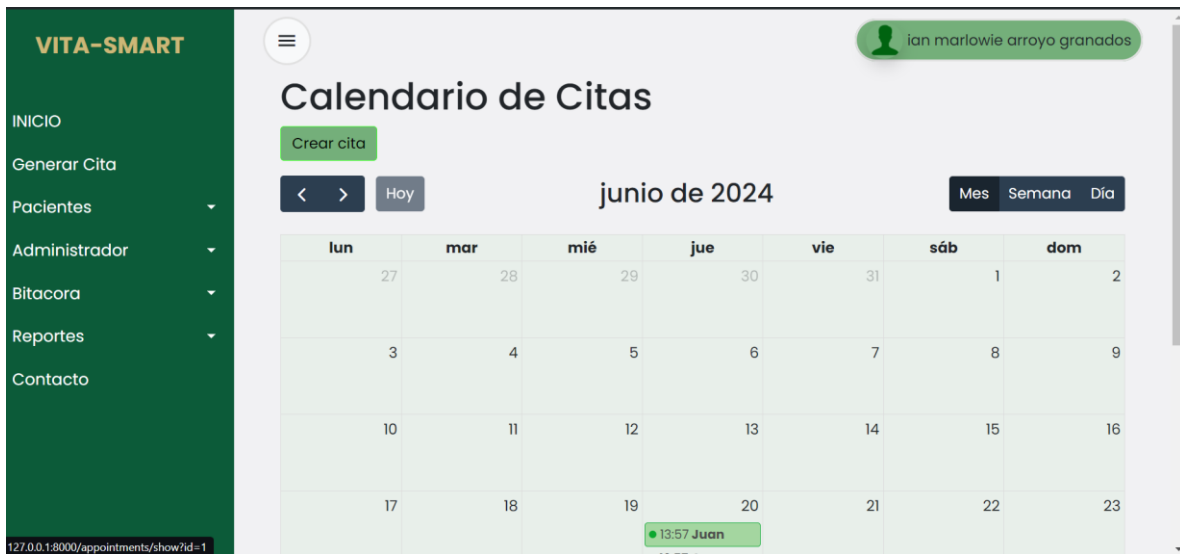 VITA-SMART
INICIO
Generar Cita
Pacientes
Administrador
Bitacora
Reportes
Contacto
127.0.0.1:8000/appointments/show?id=1
ian marlowie arroyo granados
Calendario de Citas
Crear cita
Hoy
junio de 2024
Mes Semana Día
lun mar mié jue vie sáb dom
27 28 29 30 31 1 2
3 4 5 6 7 8 9
10 11 12 13 14 15 16
17 18 19 20 21 22 23
13:57 Juan